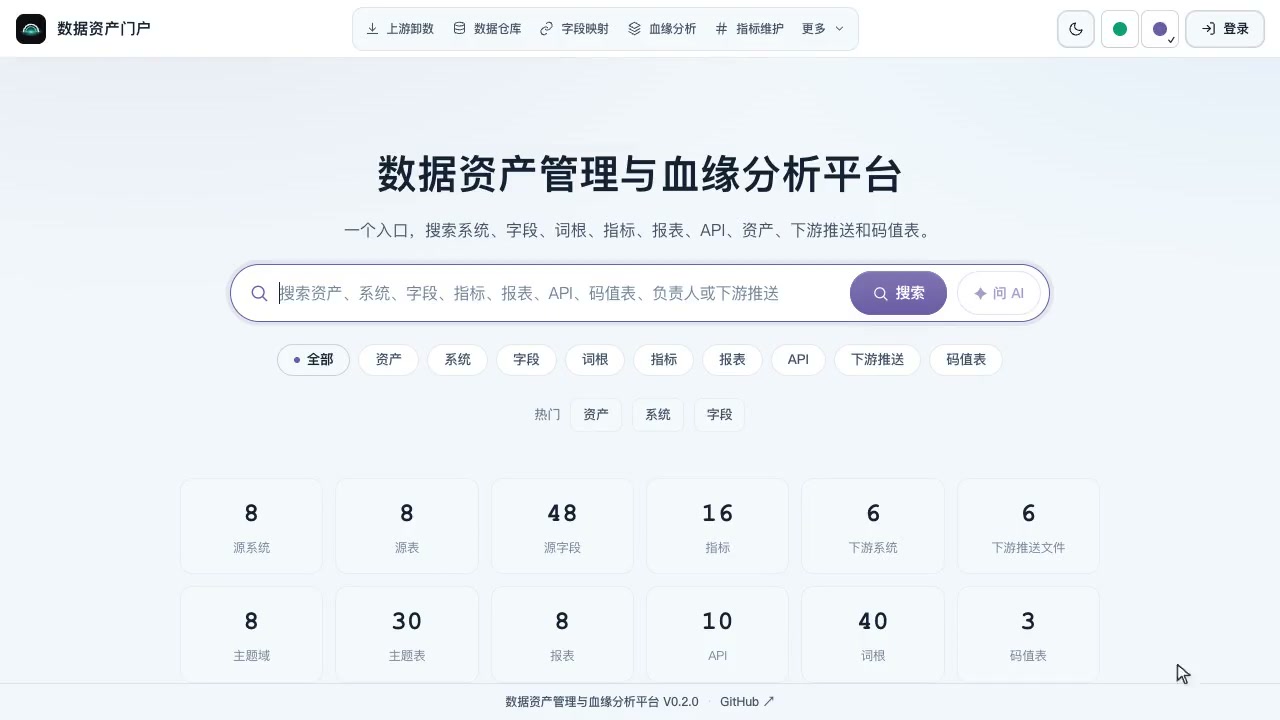 数据资产门户
上游卸数 数据仓库 字段映射 血缘分析 指标维护 更多
登录
数据资产管理与血缘分析平台
一个入口，搜索系统、字段、词根、指标、报表、API、资产、下游推送和码值表。
搜索资产、系统、字段、指标、报表、API、码值表、负责人或下游推送
搜索
问 AI
全部 资产 系统 字段 词根 指标 报表 API 下游推送 码值表
热门 资产 系统 字段
8 8 48 16 6 6
源系统 源表 源字段 指标 下游系统 下游推送文件
8 30 8 10 40 3
主题域 主题表 报表 API 词根 码值表
数据资产管理与血缘分析平台 V0.2.0 · GitHub ↗